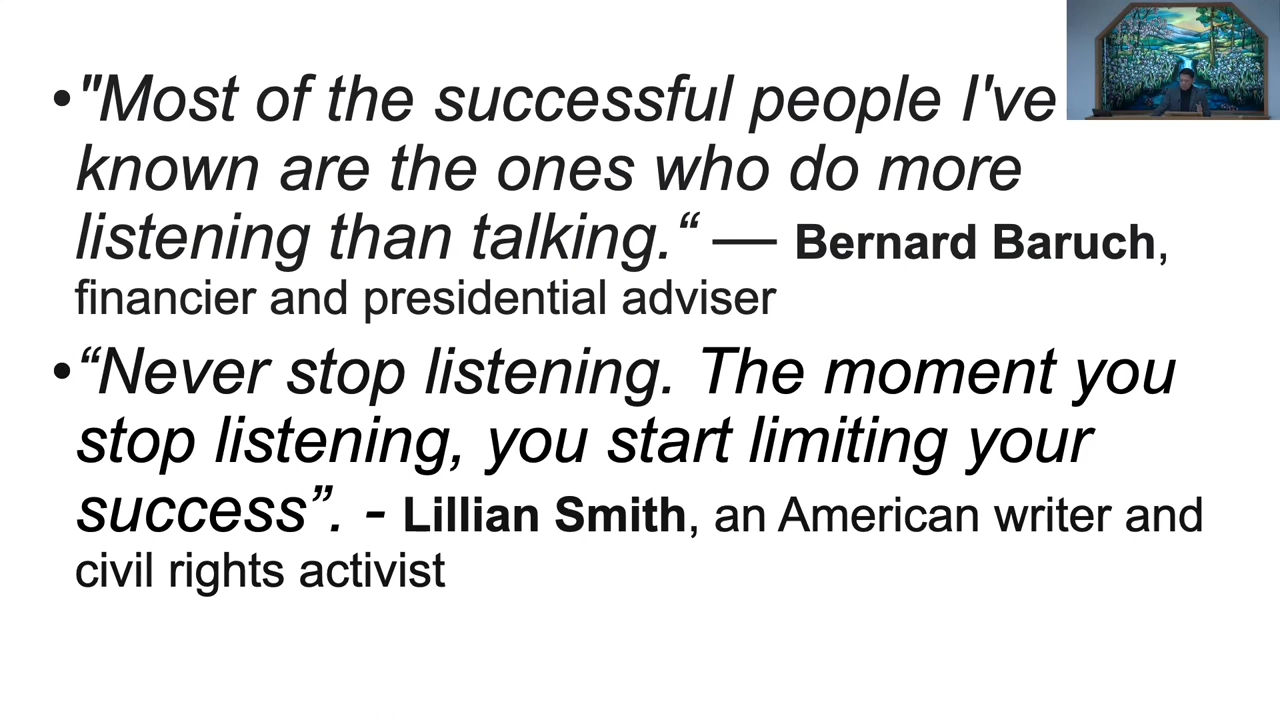 •"Most of the successful people I've
known are the ones who do more
listening than talking.“ — Bernard Baruch,
financier and presidential adviser
•“Never stop listening. The moment you
stop listening, you start limiting your
success”. - Lillian Smith, an American writer and
civil rights activist